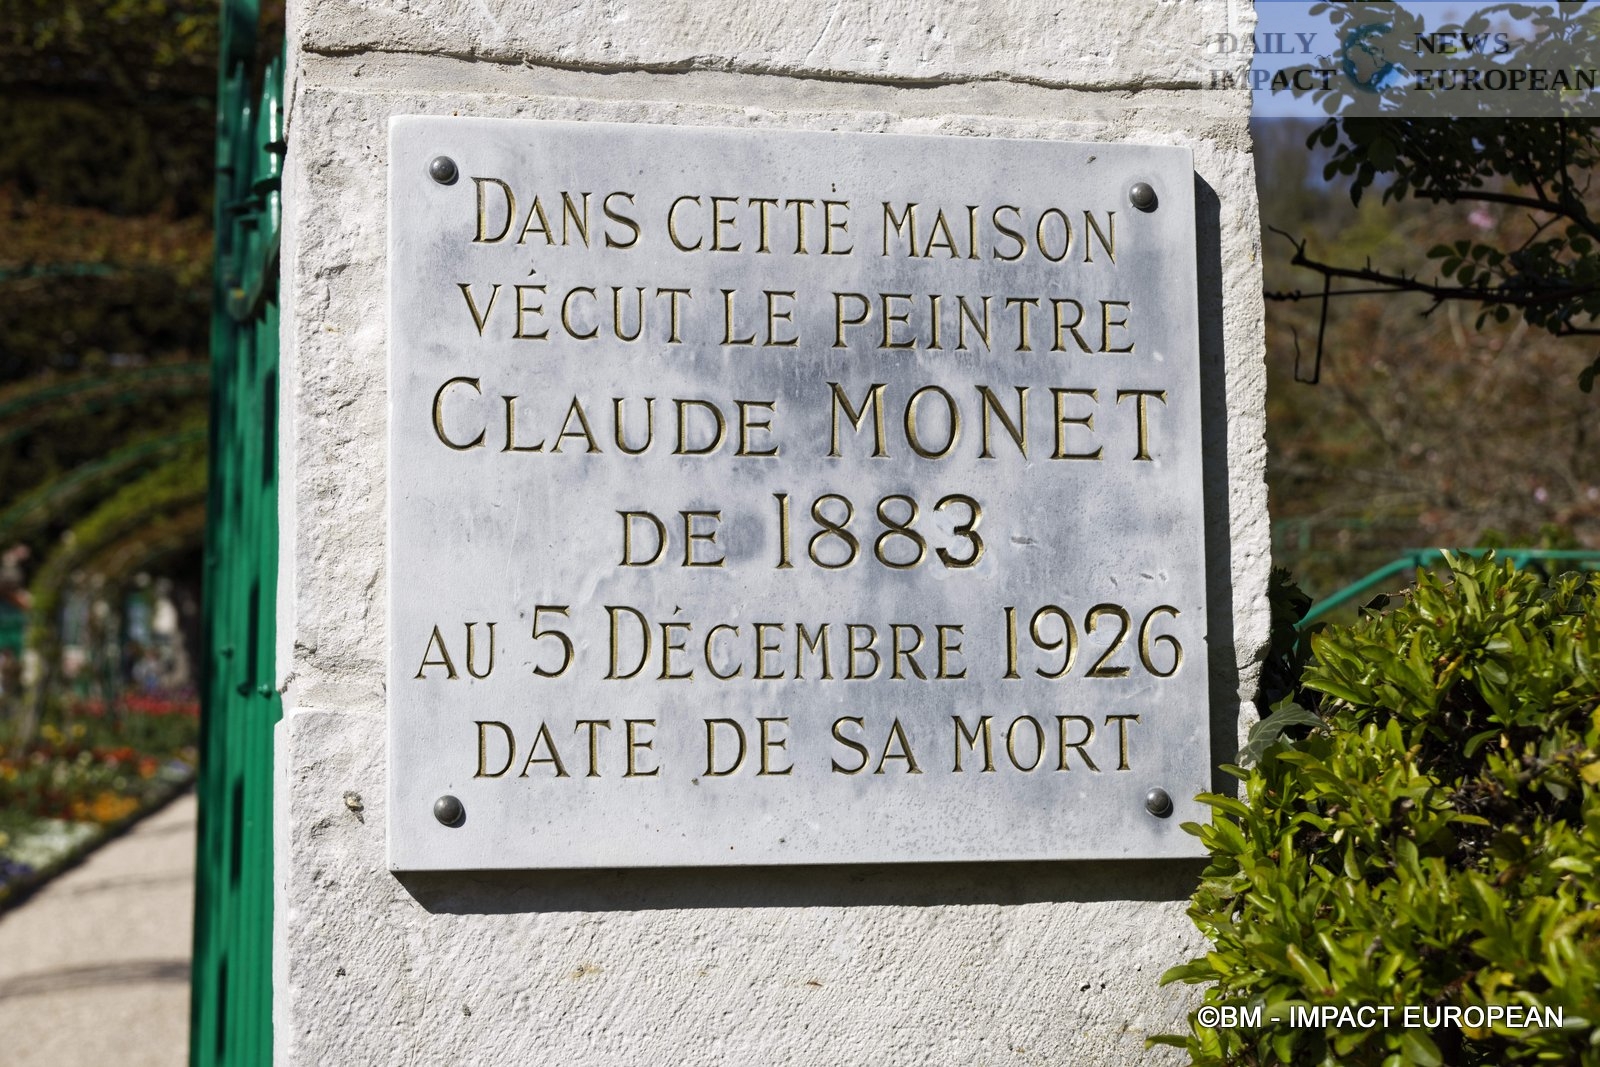 DAILY NEWS
IMPACT EUROPEAN
DANS CETTE MAISON
VÉCUT LE PEINTRE
CLAUDE MONET
DE 1883
AU 5 DÉCEMBRE 1926
DATE DE SA MORT
©BM - IMPACT EUROPEAN